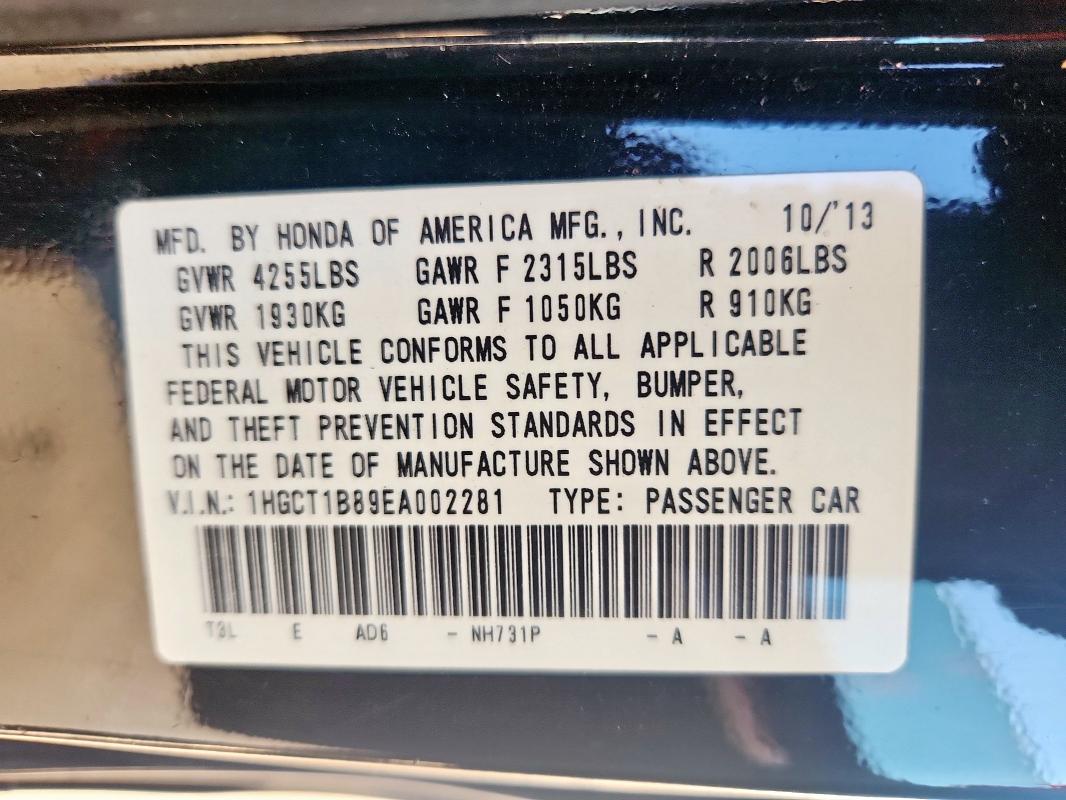 MFD. BY HONDA OF AMERICA MFG., INC. 10/'13
GVWR 4255LBS GAWR F 2315LBS R 2006LBS
GVWR 1930KG GAWR F 1050KG R 910KG
THIS VEHICLE CONFORMS TO ALL APPLICABLE
FEDERAL MOTOR VEHICLE SAFETY, BUMPER,
AND THEFT PREVENTION STANDARDS IN EFFECT
ON THE DATE OF MANUFACTURE SHOWN ABOVE.
V.I.N.: 1HGCT1B89EA002281 TYPE: PASSENGER CAR
T3L E AD6 - NH731P - A - A